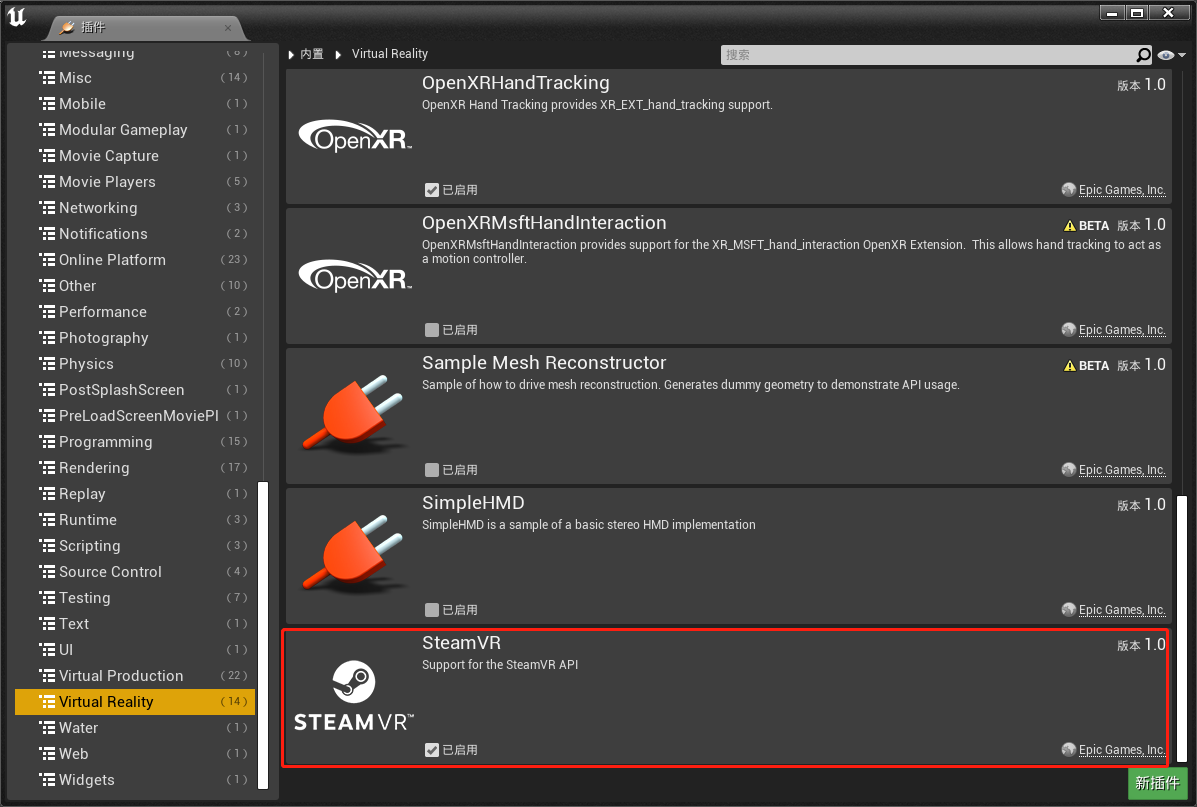 插件
Messaging (8)
Misc (14)
Mobile (1)
Modular Gameplay (1)
Movie Capture (1)
Movie Players (5)
Networking (3)
Notifications (2)
Online Platform (23)
Other (10)
Performance (2)
Photography (1)
Physics (10)
PostSplashScreen (1)
PreLoadScreenMoviePl (1)
Programming (15)
Rendering (17)
Replay (1)
Runtime (3)
Scripting (3)
Source Control (4)
Testing (7)
Text (1)
UI (1)
Virtual Production (22)
Virtual Reality (14)
Water (1)
Web (1)
Widgets (1)
内置 Virtual Reality
搜索
OpenXRHandTracking
版本 1.0
OpenXR Hand Tracking provides XR_EXT_hand_tracking support.
OpenXR™
已启用
Epic Games, Inc.
OpenXRMsftHandInteraction
BETA 版本 1.0
OpenXRMsftHandInteraction provides support for the XR_MSFT_hand_interaction OpenXR Extension. This allows hand tracking to act as
a motion controller.
OpenXR™
已启用
Epic Games, Inc.
Sample Mesh Reconstructor
BETA 版本 1.0
Sample of how to drive mesh reconstruction. Generates dummy geometry to demonstrate API usage.
已启用
Epic Games, Inc.
SimpleHMD
版本 1.0
SimpleHMD is a sample of a basic stereo HMD implementation
已启用
Epic Games, Inc.
SteamVR
版本 1.0
Support for the SteamVR API
STEAM VR™
已启用
Epic Games, Inc.
新插件